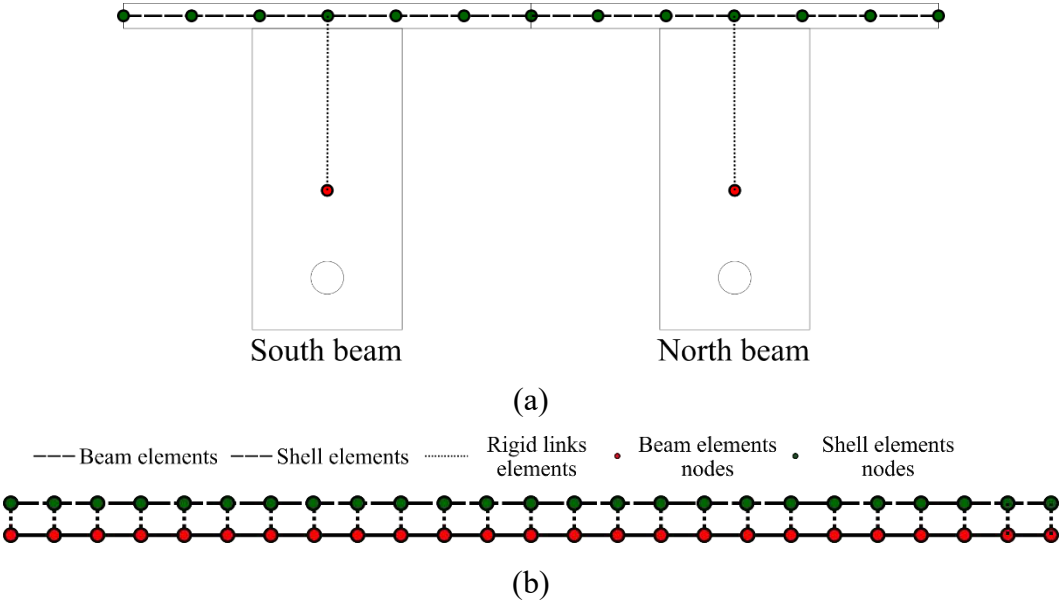 South beam
North beam
(a)
Beam elements
Shell elements
Rigid links
elements
Beam elements
nodes
Shell elements
nodes
(b)